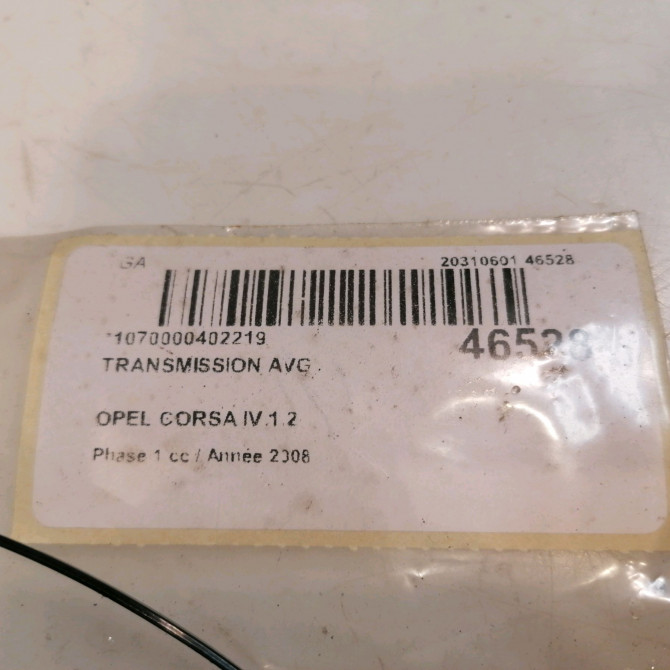 GA 20310601 46528
*1070000402219 46528
TRANSMISSION AVG
OPEL CORSA IV 1.2
Phase 1 cc / Année 2008